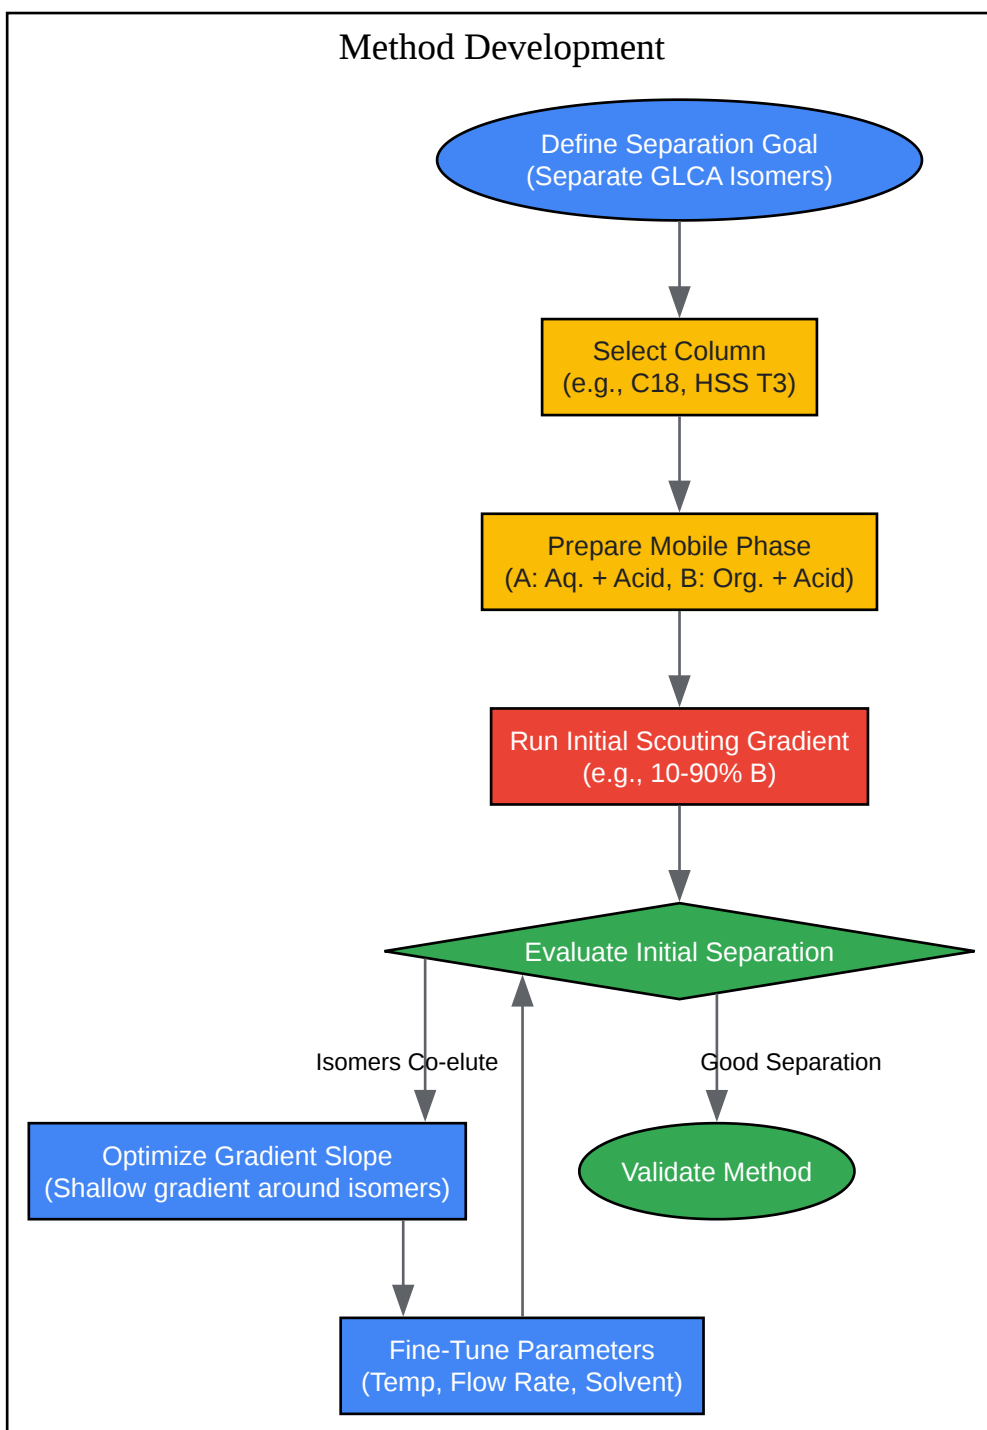 Method Development
Define Separation Goal
(Separate GLCA Isomers)
Select Column
(e.g., C18, HSS T3)
Prepare Mobile Phase
(A: Aq. + Acid, B: Org. + Acid)
Run Initial Scouting Gradient
(e.g., 10-90% B)
Evaluate Initial Separation
Isomers Co-elute
Good Separation
Optimize Gradient Slope
(Shallow gradient around isomers)
Validate Method
Fine-Tune Parameters
(Temp, Flow Rate, Solvent)